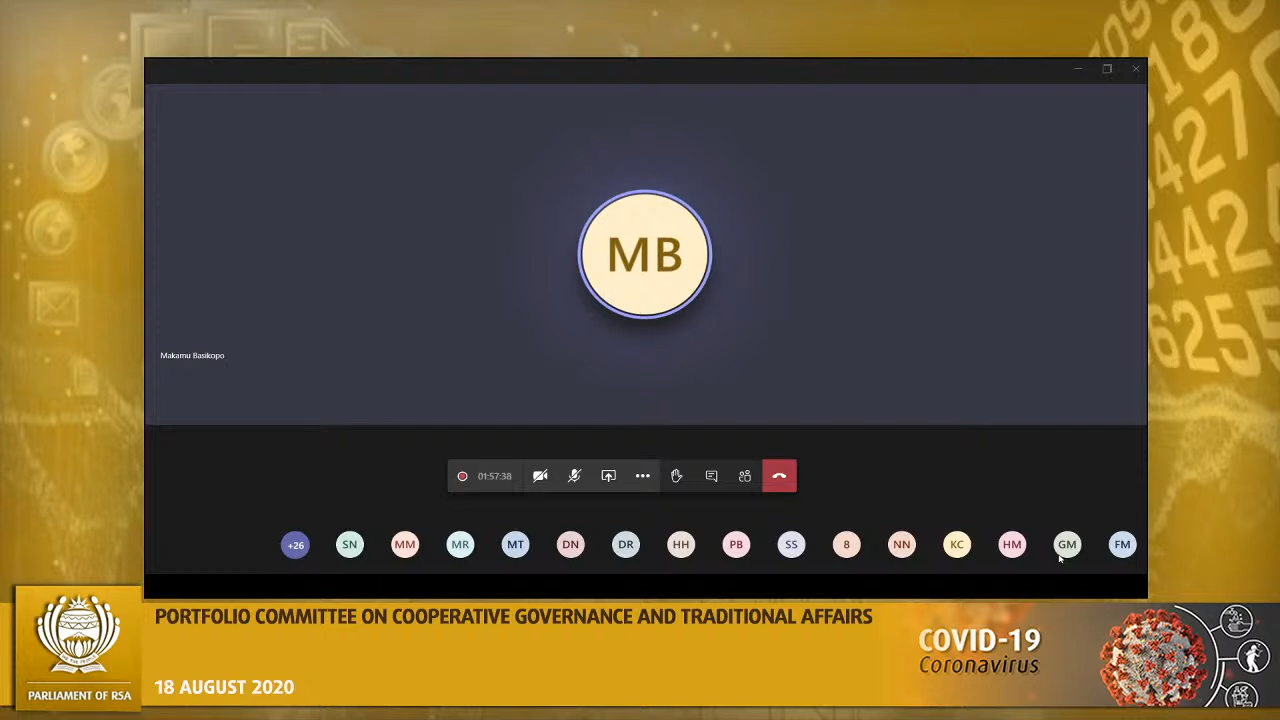 MB
Makamu Basikopo
01:57:38
+26 SN MM MR MT DN DR HH PB SS 8 NN KC HM GM FM
PORTFOLIO COMMITTEE ON COOPERATIVE GOVERNANCE AND TRADITIONAL AFFAIRS
COVID-19
Coronavirus
PARLIAMENT OF RSA
18 AUGUST 2020